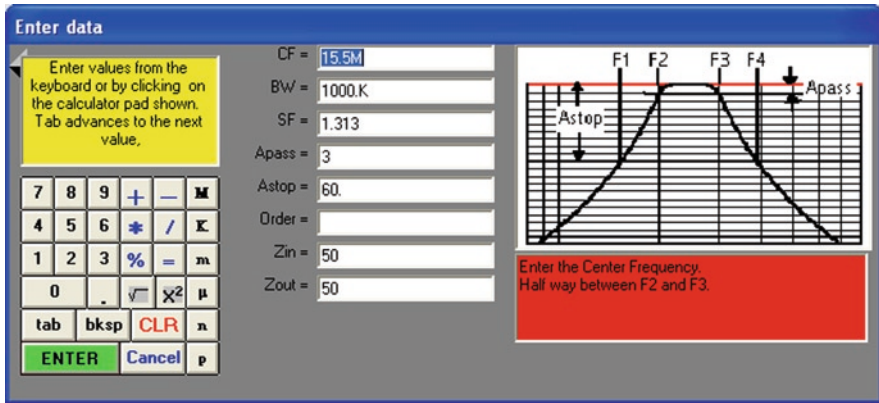 Enter data
Enter values from the
keyboard or by clicking on
the calculator pad shown.
Tab advances to the next
value,
7 8 9 + — M
4 5 6 * / K
1 2 3 % = m
0 . √ X² µ
tab bksp CLR n
ENTER Cancel p
CF = 15.5M
BW = 1000.K
SF = 1.313
Apass = 3
Astop = 60.
Order =
Zin = 50
Zout = 50
F1 F2 F3 F4
Apass
Astop
Enter the Center Frequency.
Half way between F2 and F3.